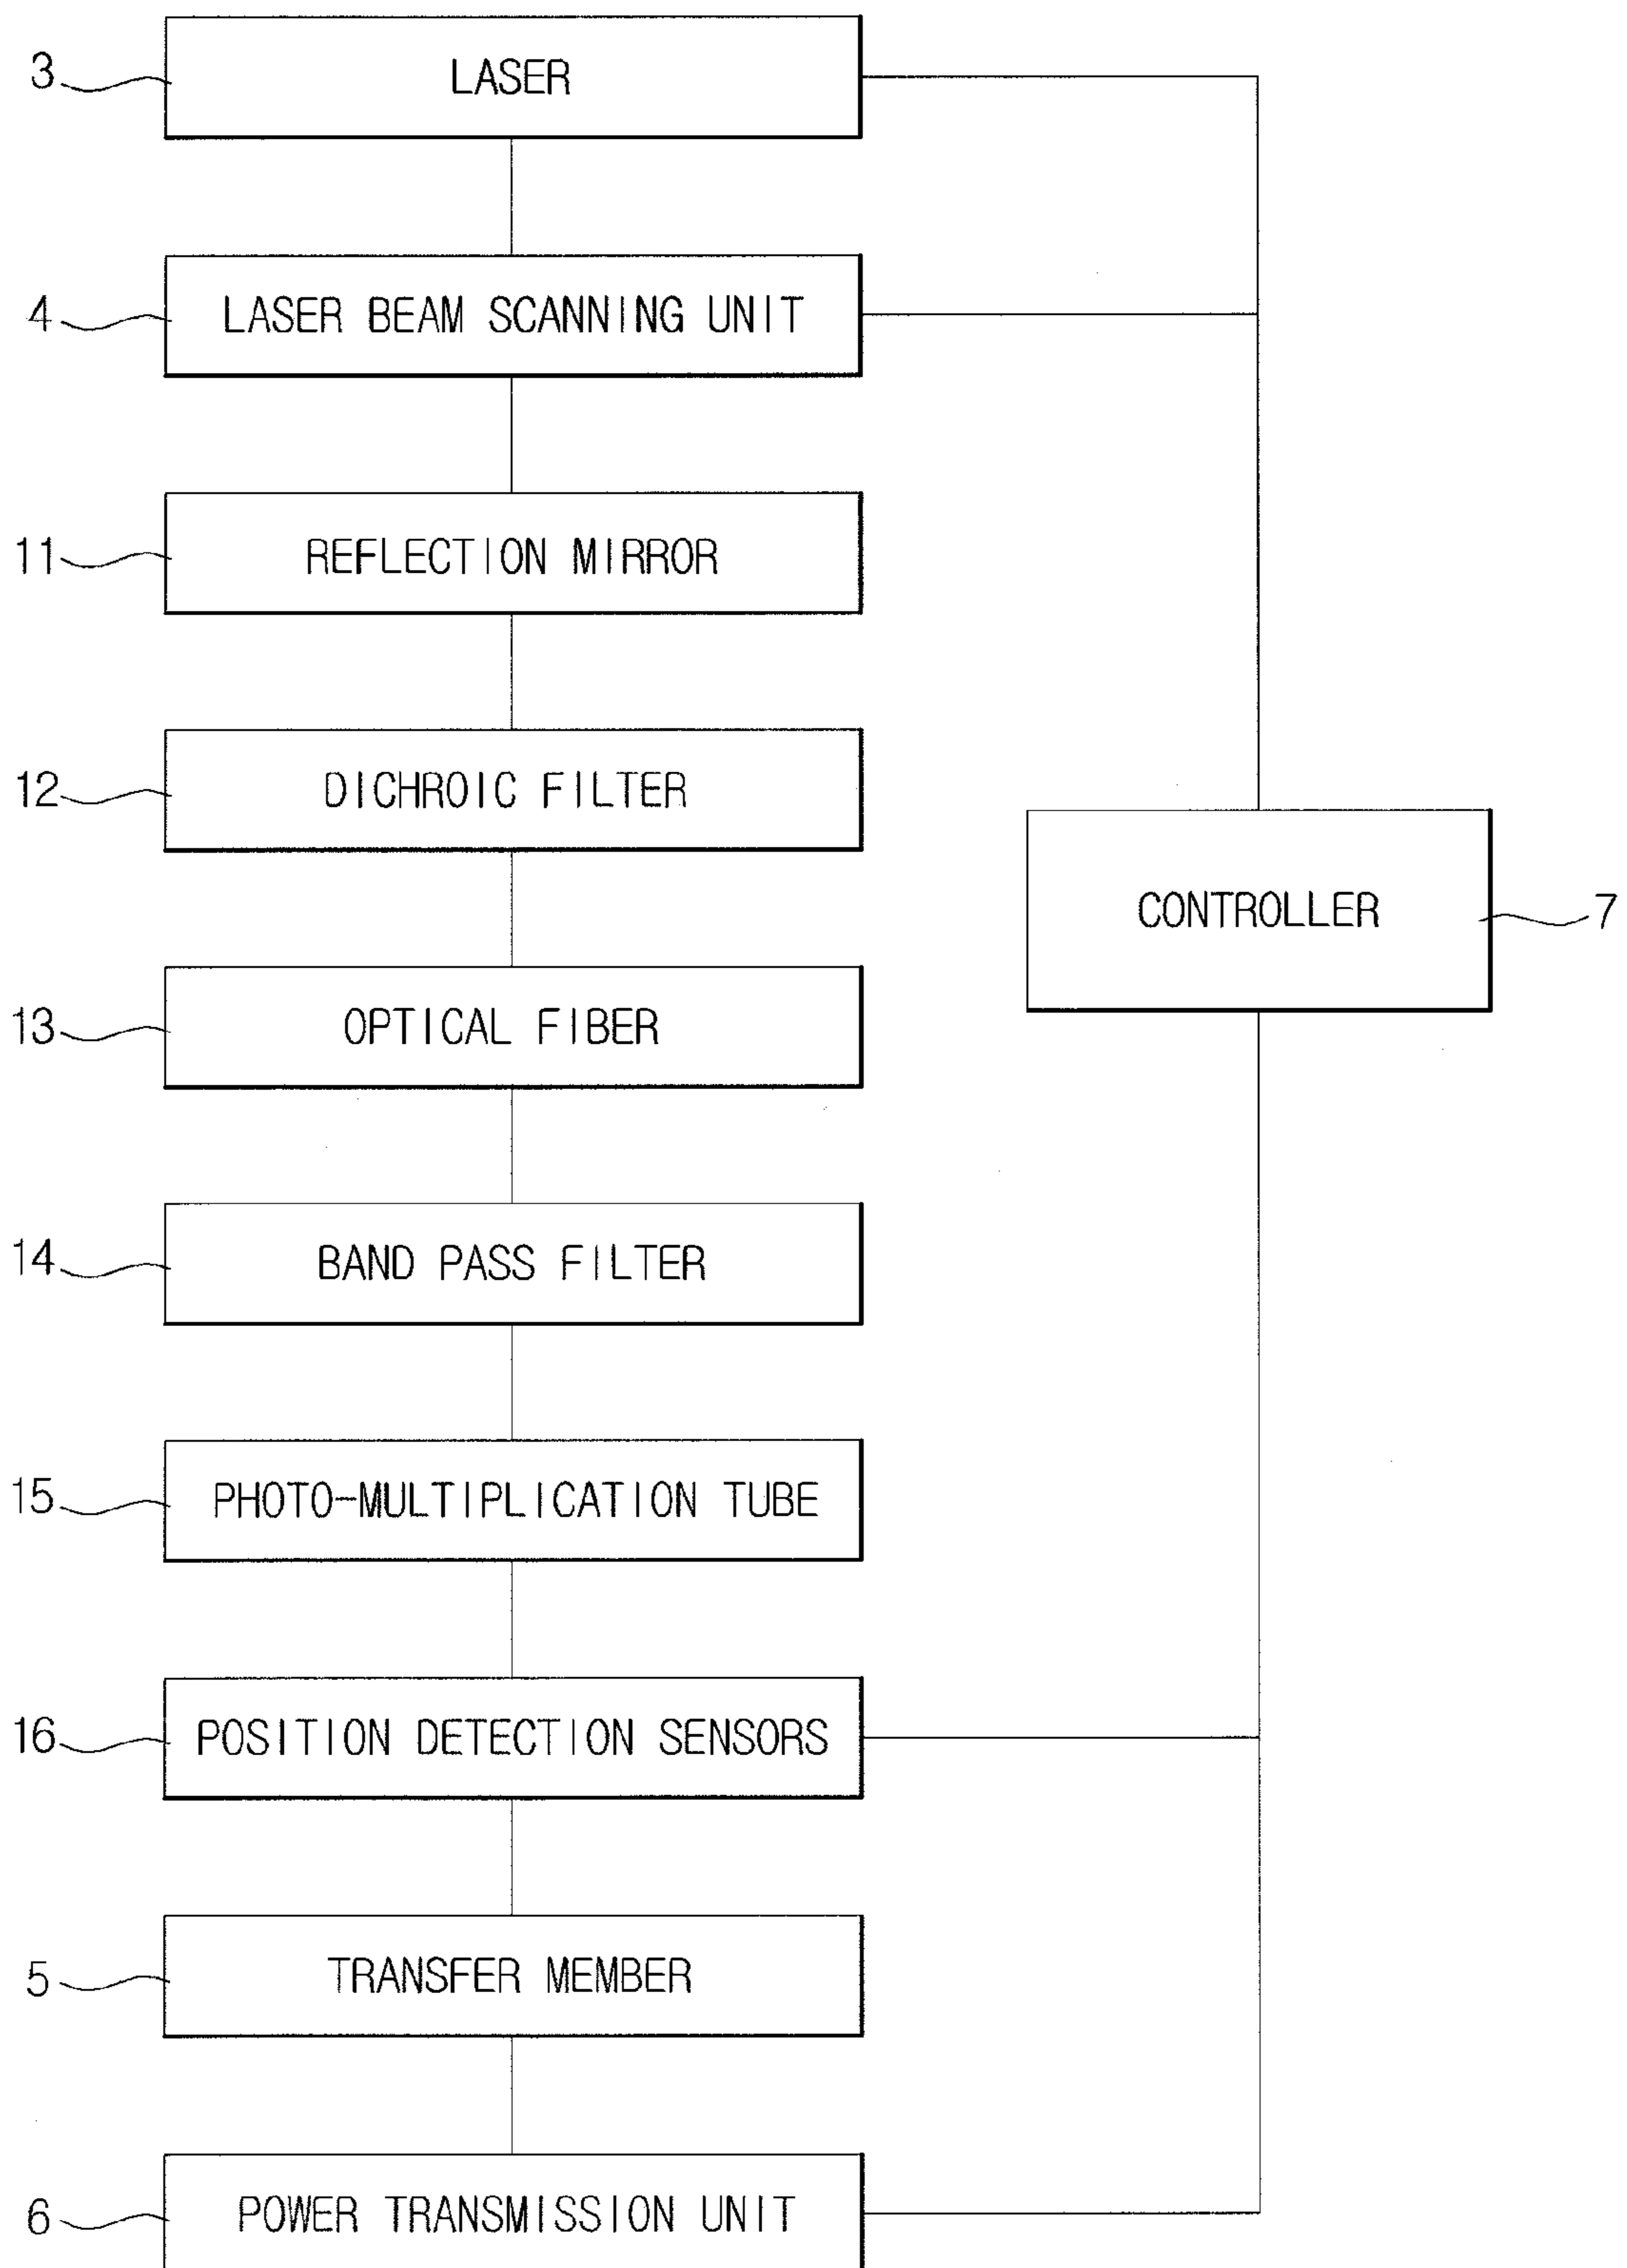 3 LASER
4 LASER BEAM SCANNING UNIT
11 REFLECTION MIRROR
12 DICHROIC FILTER
CONTROLLER 7
13 OPTICAL FIBER
14 BAND PASS FILTER
15 PHOTO-MULTIPLICATION TUBE
16 POSITION DETECTION SENSORS
5 TRANSFER MEMBER
6 POWER TRANSMISSION UNIT